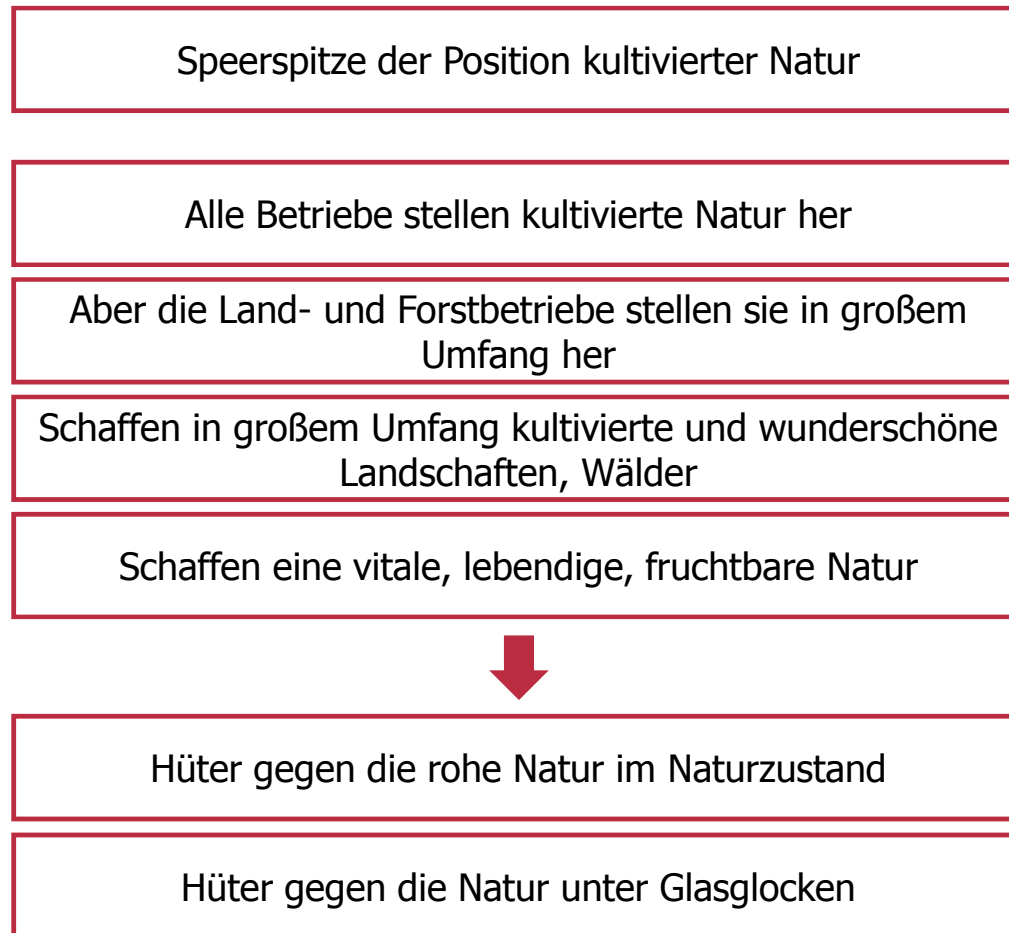 Speerspitze der Position kultivierter Natur
Alle Betriebe stellen kultivierte Natur her
Aber die Land- und Forstbetriebe stellen sie in großem
Umfang her
Schaffen in großem Umfang kultivierte und wunderschöne
Landschaften, Wälder
Schaffen eine vitale, lebendige, fruchtbare Natur
Hüter gegen die rohe Natur im Naturzustand
Hüter gegen die Natur unter Glasglocken